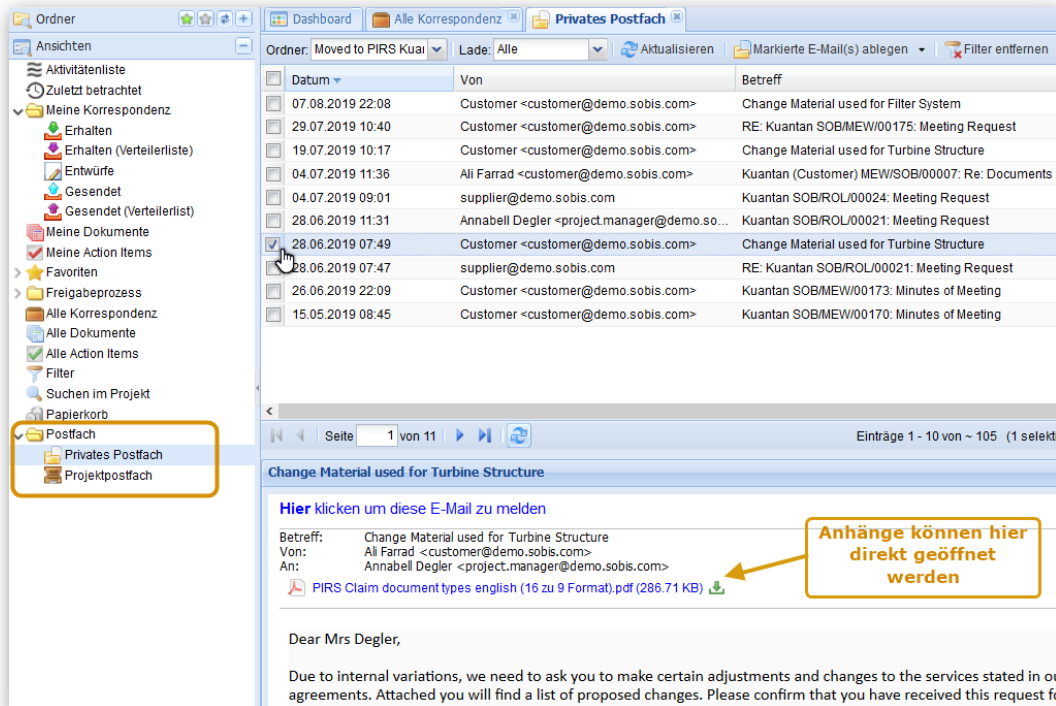 Ordner
Dashboard
Alle Korrespondenz
Privates Postfach
Ansichten
Ordner: Moved to PIRS Kuan Lade: Alle Aktualisieren Markierte E-Mail(s) ablegen Filter entfernen
Aktivitätenliste
Zuletzt betrachtet
Meine Korrespondenz
Erhalten
Erhalten (Verteilerliste)
Entwürfe
Gesendet
Gesendet (Verteilerlist)
Meine Dokumente
Meine Action Items
Favoriten
Freigabeprozess
Alle Korrespondenz
Alle Dokumente
Alle Action Items
Filter
Suchen im Projekt
Papierkorb
Postfach
Privates Postfach
Projektpostfach
Datum Von Betreff
07.08.2019 22:08 Customer <customer@demo.sobis.com> Change Material used for Filter System
29.07.2019 10:40 Customer <customer@demo.sobis.com> RE: Kuantan SOB/MEW/00175: Meeting Request
19.07.2019 10:17 Customer <customer@demo.sobis.com> Change Material used for Turbine Structure
04.07.2019 11:36 Ali Farrad <customer@demo.sobis.com> Kuantan (Customer) MEW/SOB/00007: Re: Documents
04.07.2019 09:01 supplier@demo.sobis.com Kuantan SOB/ROL/00024: Meeting Request
28.06.2019 11:31 Annabell Degler <project.manager@demo.so... Kuantan SOB/ROL/00021: Meeting Request
28.06.2019 07:49 Customer <customer@demo.sobis.com> Change Material used for Turbine Structure
28.06.2019 07:47 supplier@demo.sobis.com RE: Kuantan SOB/ROL/00021: Meeting Request
26.06.2019 22:09 Customer <customer@demo.sobis.com> Kuantan SOB/MEW/00173: Minutes of Meeting
15.05.2019 08:45 Customer <customer@demo.sobis.com> Kuantan SOB/MEW/00170: Minutes of Meeting
Seite 1 von 11 Einträge 1 - 10 von ~ 105 (1 selekti
Change Material used for Turbine Structure
Hier klicken um diese E-Mail zu melden
Betreff: Change Material used for Turbine Structure
Von: Ali Farrad <customer@demo.sobis.com>
An: Annabell Degler <project.manager@demo.sobis.com>
PIRS Claim document types english (16 zu 9 Format).pdf (286.71 KB)
Anhänge können hier
direkt geöffnet
werden
Dear Mrs Degler,
Due to internal variations, we need to ask you to make certain adjustments and changes to the services stated in ou
agreements. Attached you will find a list of proposed changes. Please confirm that you have received this request fo